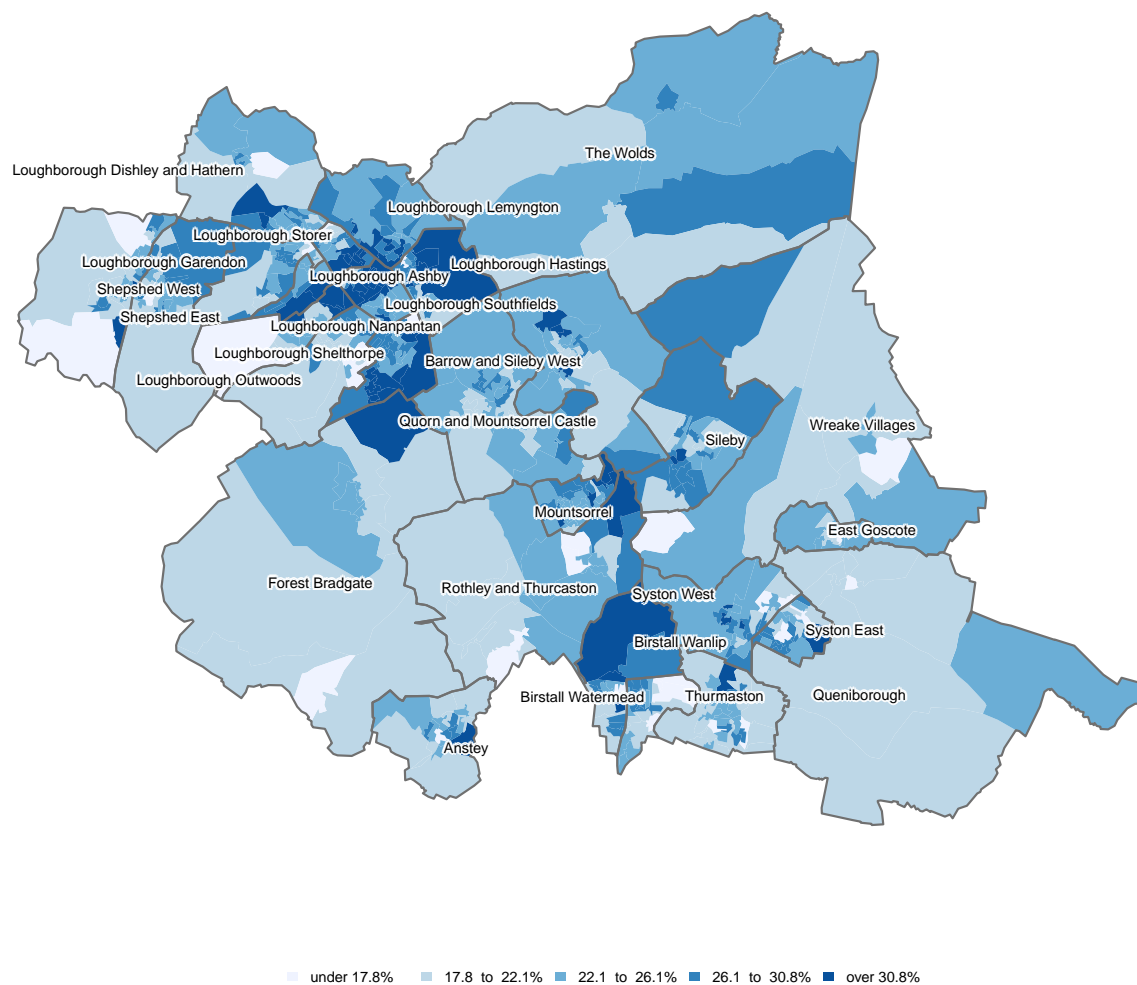 The Wolds
Loughborough Dishley and Hathern
Loughborough Lemyngton
Loughborough Storer
Loughborough Garendon
Loughborough Hastings
Loughborough Ashby
Shepshed West
Loughborough Southfields
Shepshed East
Loughborough Nanpantan
Loughborough Shelthorpe
Barrow and Sileby West
Loughborough Outwoods
Quorn and Mountsorrel Castle
Wreake Villages
Sileby
Mountsorrel
East Goscote
Forest Bradgate
Rothley and Thurcaston
Syston West
Syston East
Birstall Wanlip
Birstall Watermead
Thurmaston
Queniborough
Anstey
under 17.8% 17.8 to 22.1% 22.1 to 26.1% 26.1 to 30.8% over 30.8%